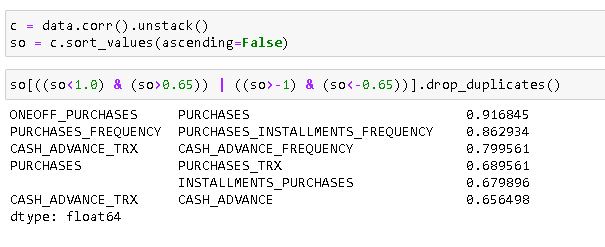 c = data.corr().unstack()
so = c.sort_values(ascending=False)
so[((so<1.0) & (so>0.65)) | ((so>-1) & (so<-0.65))].drop_duplicates()
ONEOFF_PURCHASES     PURCHASES                           0.916845
PURCHASES_FREQUENCY  PURCHASES_INSTALLMENTS_FREQUENCY    0.862934
CASH_ADVANCE_TRX     CASH_ADVANCE_FREQUENCY              0.799561
PURCHASES            PURCHASES_TRX                       0.689561
                     INSTALLMENTS_PURCHASES              0.679896
CASH_ADVANCE_TRX     CASH_ADVANCE                        0.656498
dtype: float64